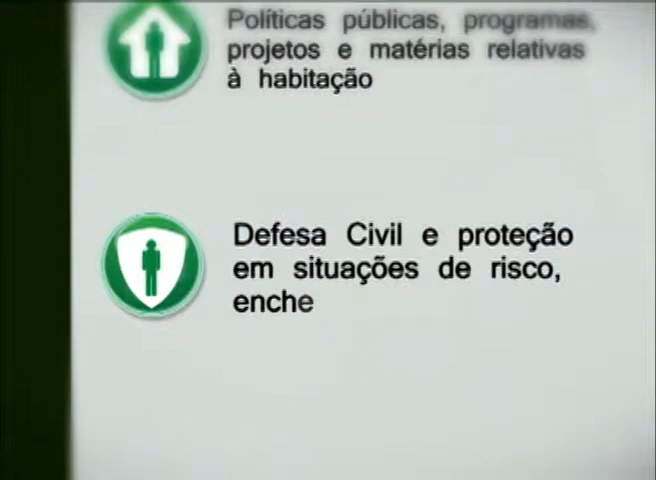 Políticas públicas, programas,
projetos e matérias relativas
à habitação
Defesa Civil e proteção
em situações de risco,
enche